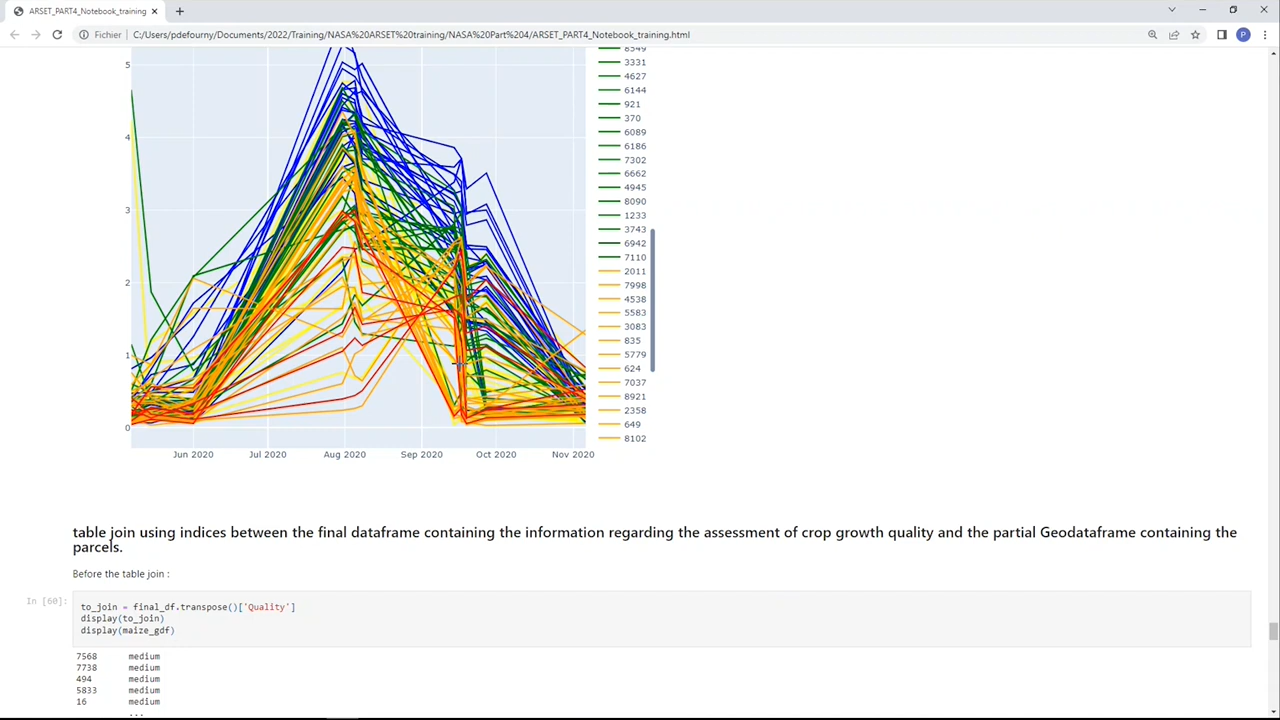 ARSET_PART4_Notebook_training
Fichier
C:/Users/pdefourny/Documents/2022/Training/NASA%20ARSET%20training/NASA%20Part%204/ARSET_PART4_Notebook_training.html
P
5
4
3
2
1
0
Jun 2020
Jul 2020
Aug 2020
Sep 2020
Oct 2020
Nov 2020
8549
3331
4627
6144
921
370
6089
6186
7302
6662
4945
8090
1233
3743
6942
7110
2011
7998
4538
5583
3083
835
5779
624
7037
8921
2358
649
8102
table join using indices between the final dataframe containing the information regarding the assessment of crop growth quality and the partial Geodataframe containing the
parcels.
Before the table join :
In [60]:
to_join = final_df.transpose()['Quality']
display(to_join)
display(maize_gdf)
7568 medium
7738 medium
494 medium
5833 medium
16 medium
...